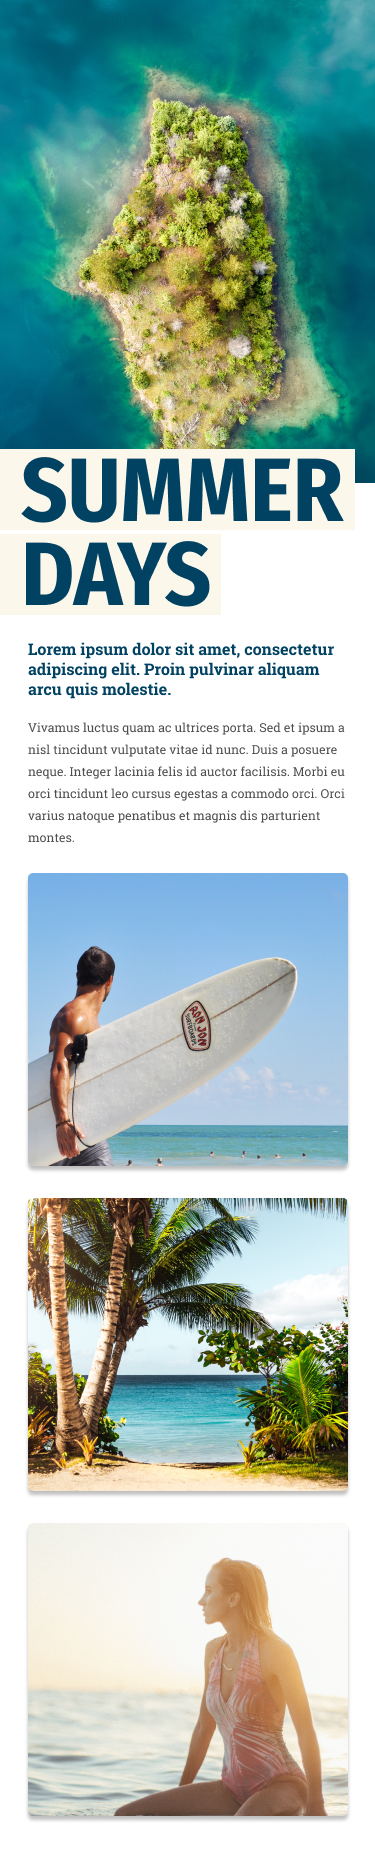 SUMMER
DAYS
Lorem ipsum dolor sit amet, consectetur
adipiscing elit. Proin pulvinar aliquam
arcu quis molestie.
Vivamus luctus quam ac ultrices porta. Sed et ipsum a
nisl tincidunt vulputate vitae id nunc. Duis a posuere
neque. Integer lacinia felis id auctor facilisis. Morbi eu
orci tincidunt leo cursus egestas a commodo orci. Orci
varius natoque penatibus et magnis dis parturient
montes.
RON JON
SURFBOARDS